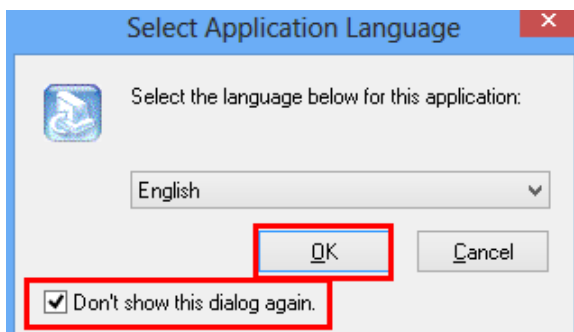 Select Application Language
Select the language below for this application:
English
OK
Cancel
Don't show this dialog again.